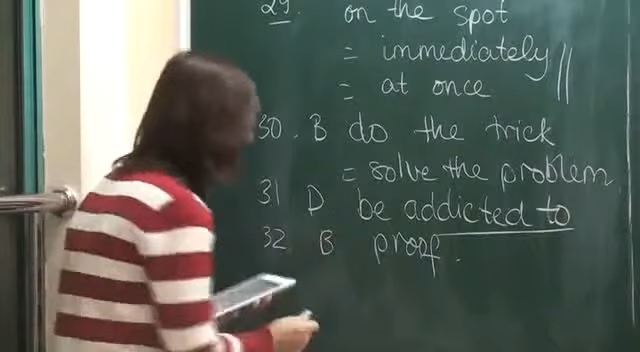 29. on the spot
= immediately
= at once
30. B do the trick
= solve the problem
31 D be addicted to
32 B proof.